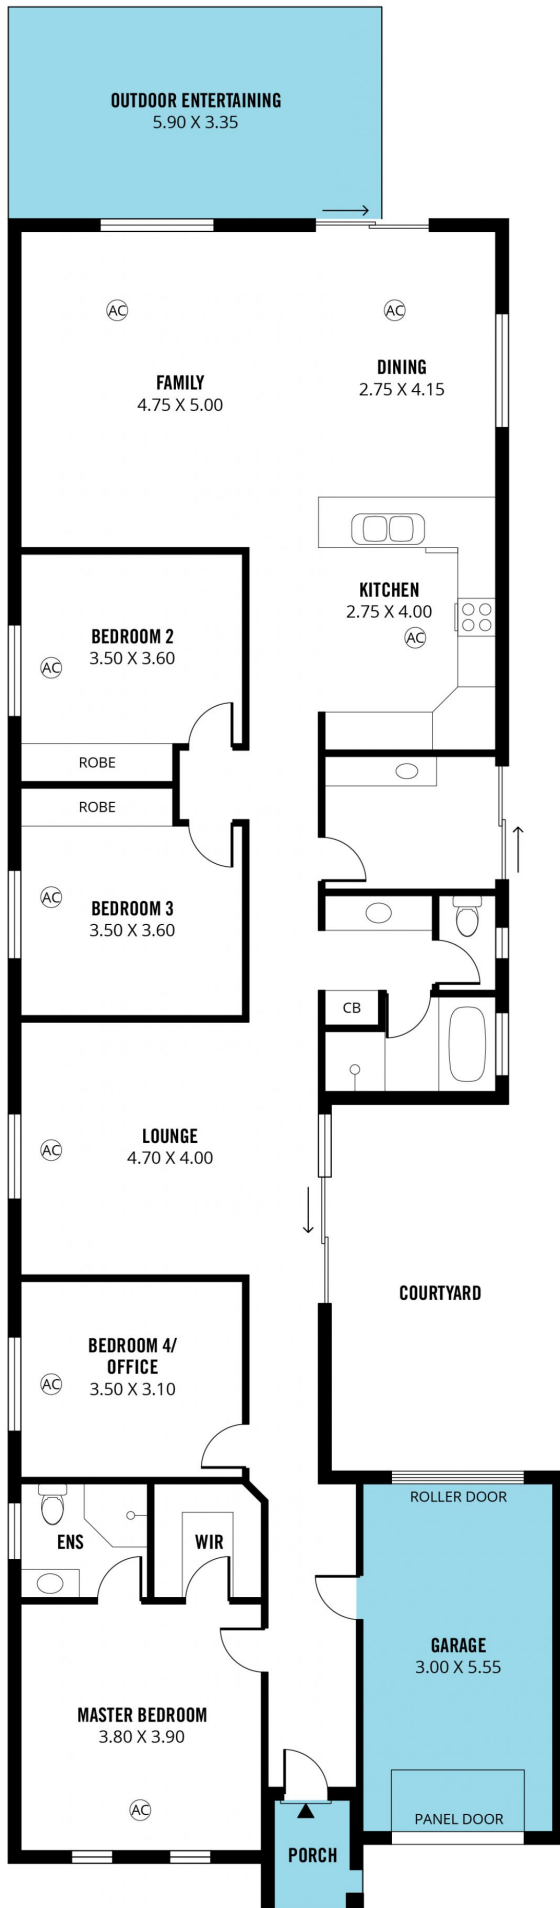 OUTDOOR ENTERTAINING
5.90 X 3.35
AC
AC
FAMILY
4.75 X 5.00
DINING
2.75 X 4.15
KITCHEN
2.75 X 4.00
AC
BEDROOM 2
3.50 X 3.60
AC
ROBE
ROBE
AC
BEDROOM 3
3.50 X 3.60
CB
LOUNGE
4.70 X 4.00
AC
COURTYARD
BEDROOM 4/
OFFICE
3.50 X 3.10
AC
ROLLER DOOR
ENS
WIR
GARAGE
3.00 X 5.55
MASTER BEDROOM
3.80 X 3.90
AC
PANEL DOOR
PORCH